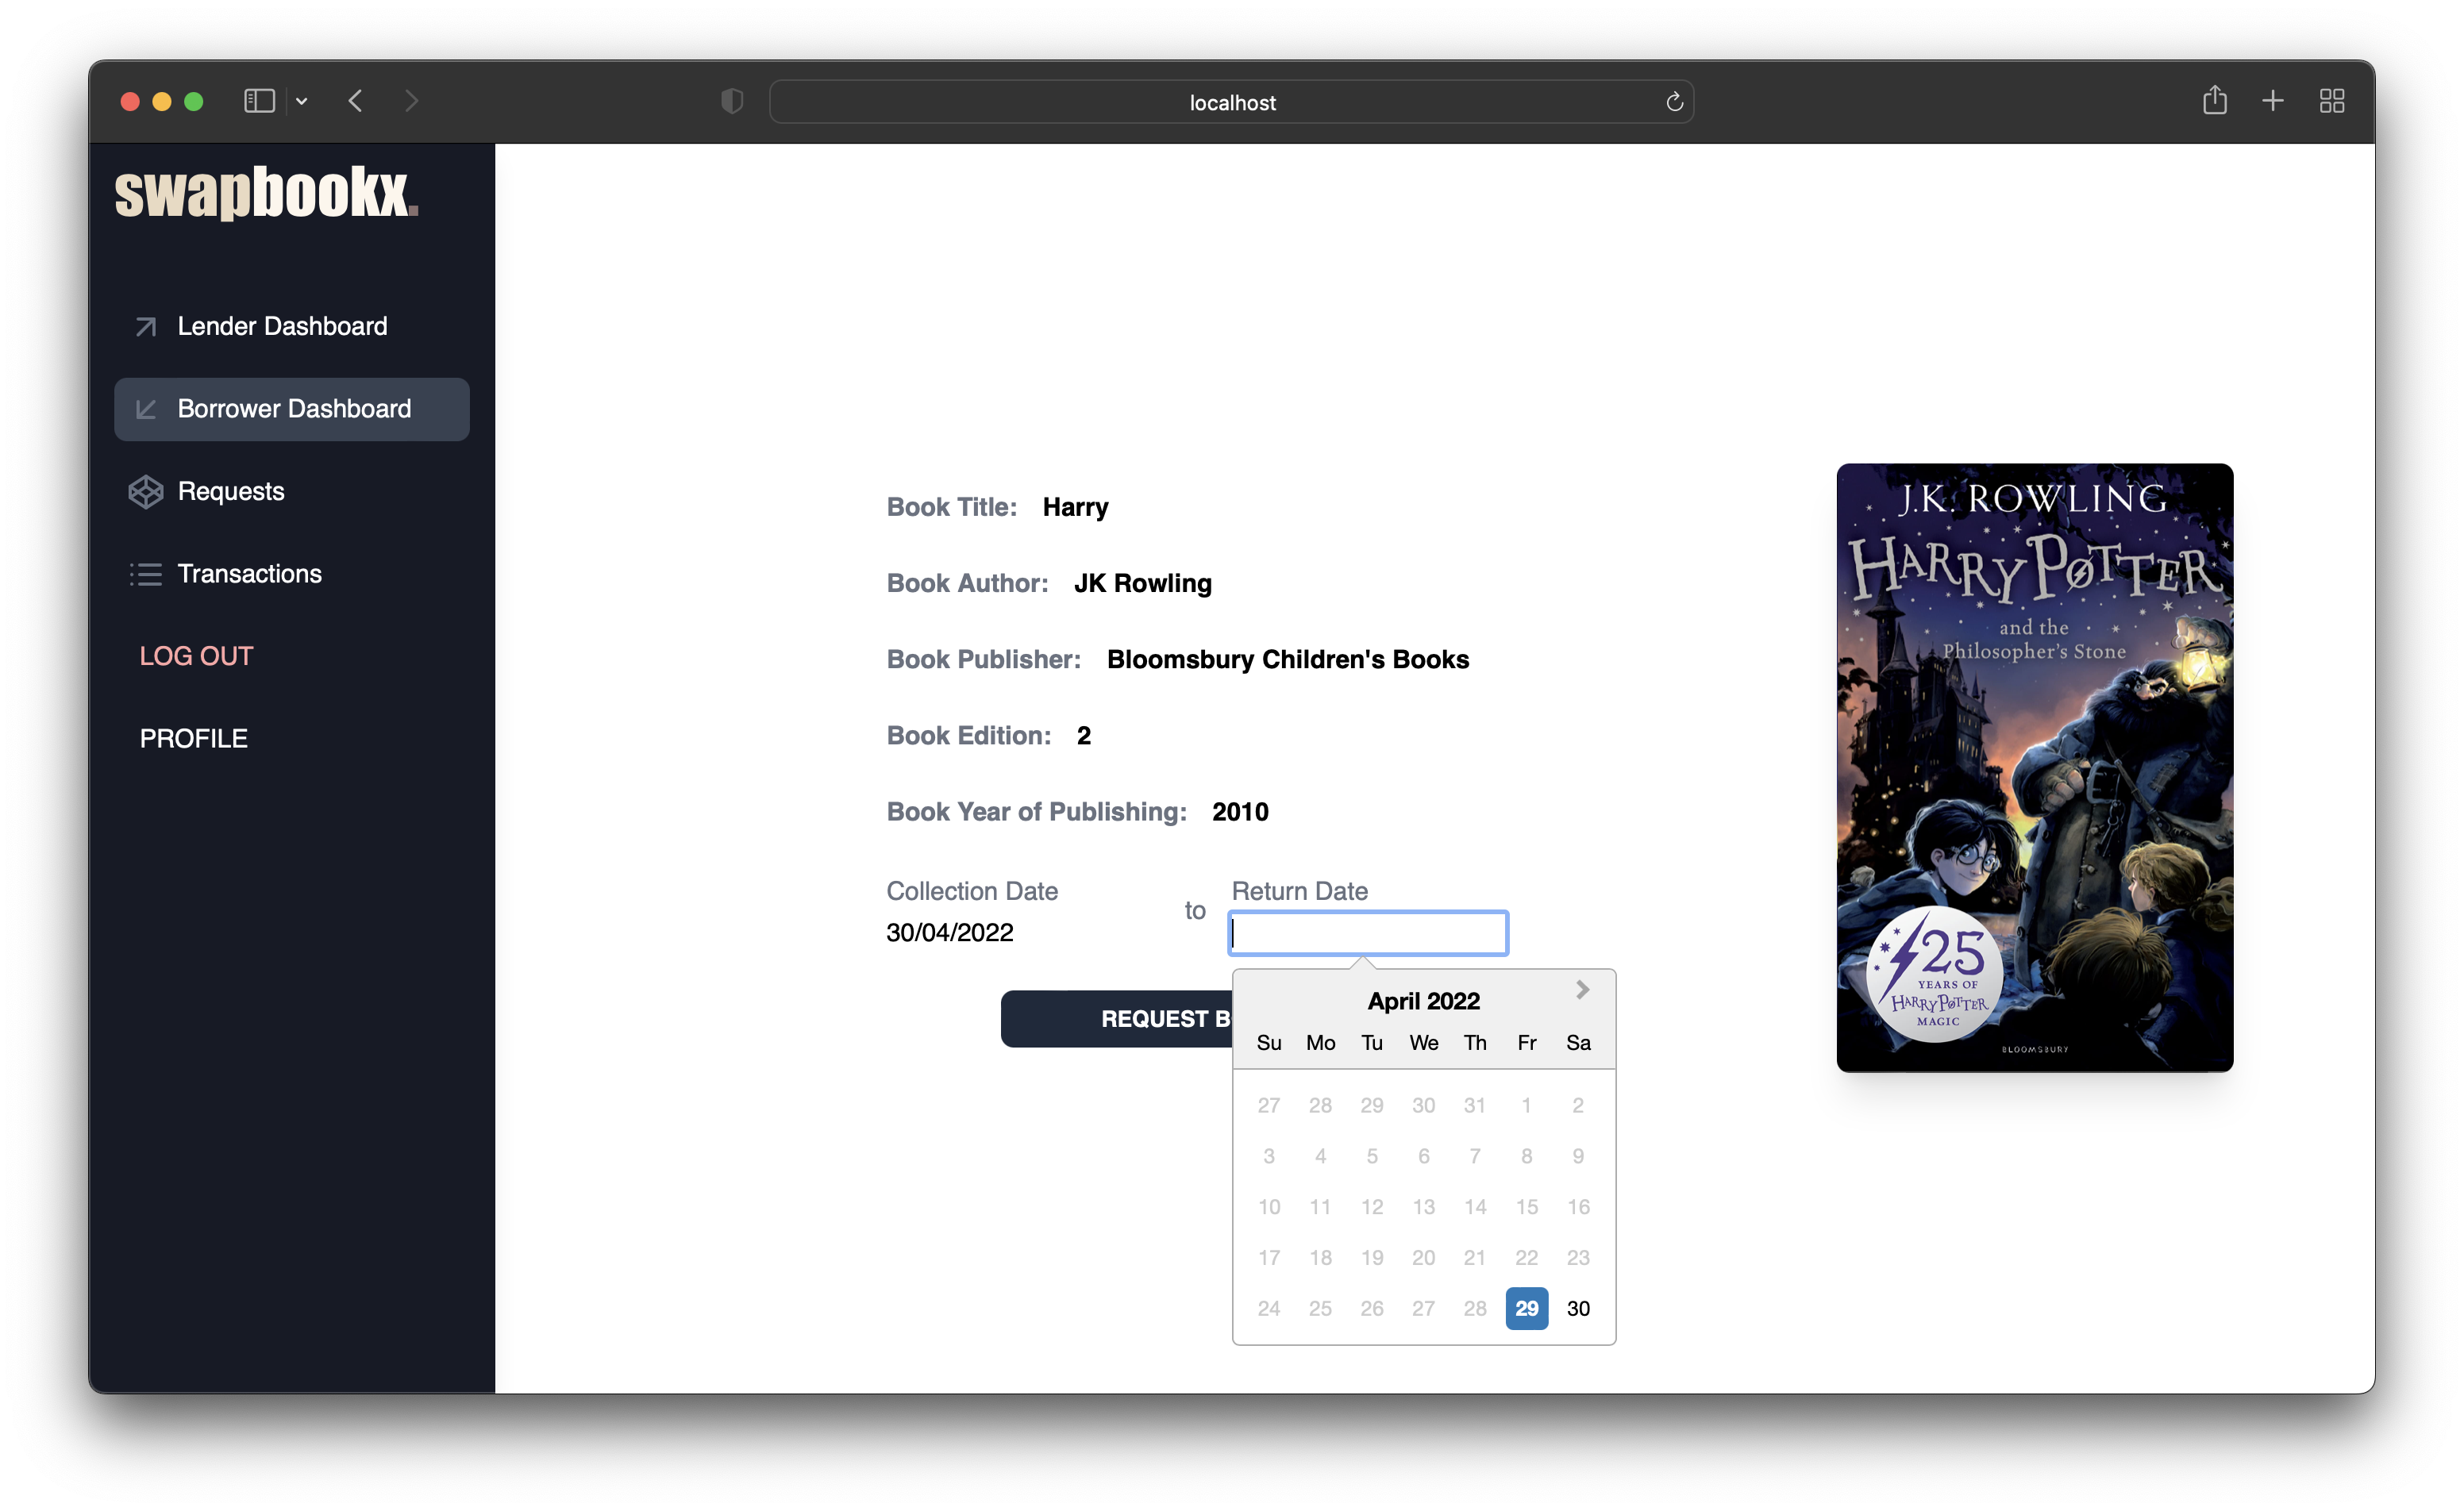 localhost
swapbookx.
Lender Dashboard
Borrower Dashboard
Requests
Transactions
LOG OUT
PROFILE
Book Title: Harry
Book Author: JK Rowling
Book Publisher: Bloomsbury Children's Books
Book Edition: 2
Book Year of Publishing: 2010
Collection Date
30/04/2022
to
Return Date
REQUEST B
April 2022
Su Mo Tu We Th Fr Sa
27 28 29 30 31 1 2
3 4 5 6 7 8 9
10 11 12 13 14 15 16
17 18 19 20 21 22 23
24 25 26 27 28 29 30
J.K. ROWLING
HARRY POTTER
and the
Philosopher's Stone
25
YEARS OF
HARRY POTTER
MAGIC
BLOOMSBURY